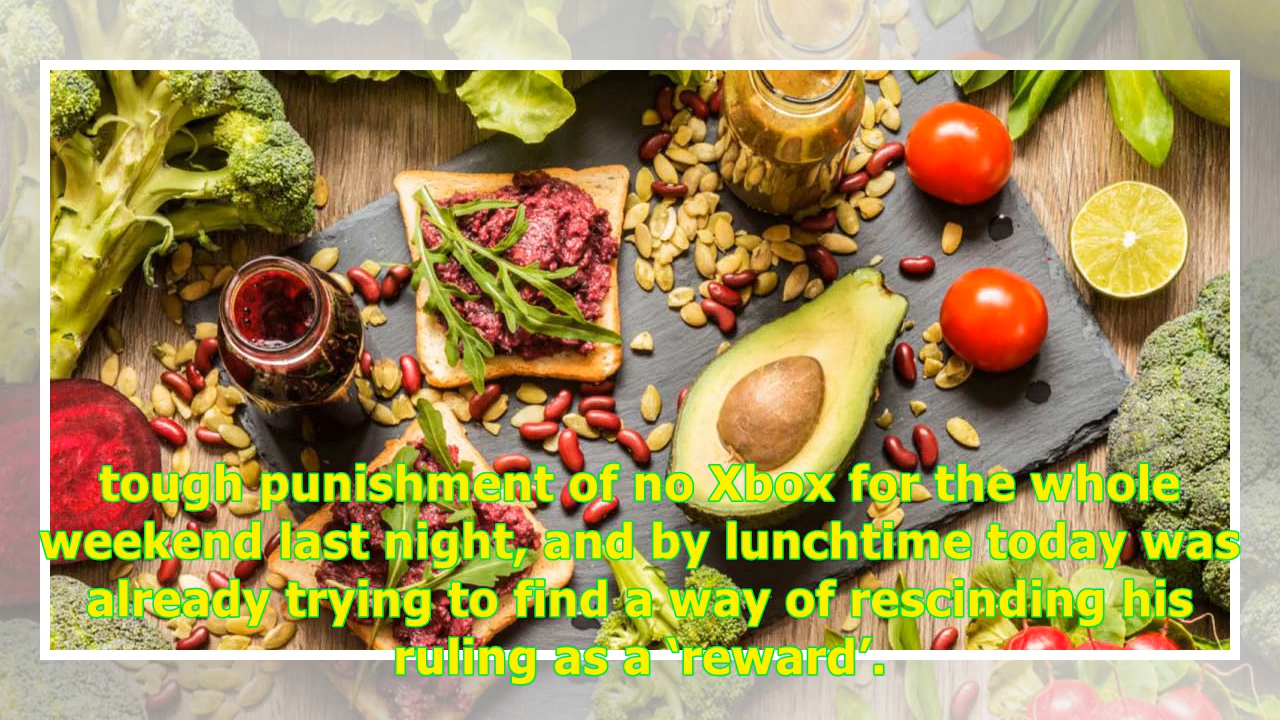 tough punishment of no Xbox for the whole
weekend last night, and by lunchtime today was
already trying to find a way of rescinding his
ruling as a ‘reward’.